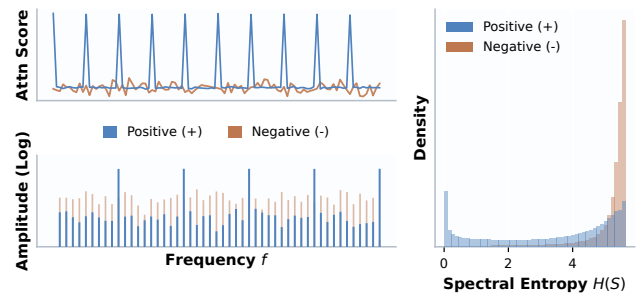 Attn Score
Positive (+)
Negative (-)
Amplitude (Log)
Frequency f
Positive (+)
Negative (-)
Density
0
2
4
Spectral Entropy H(S)